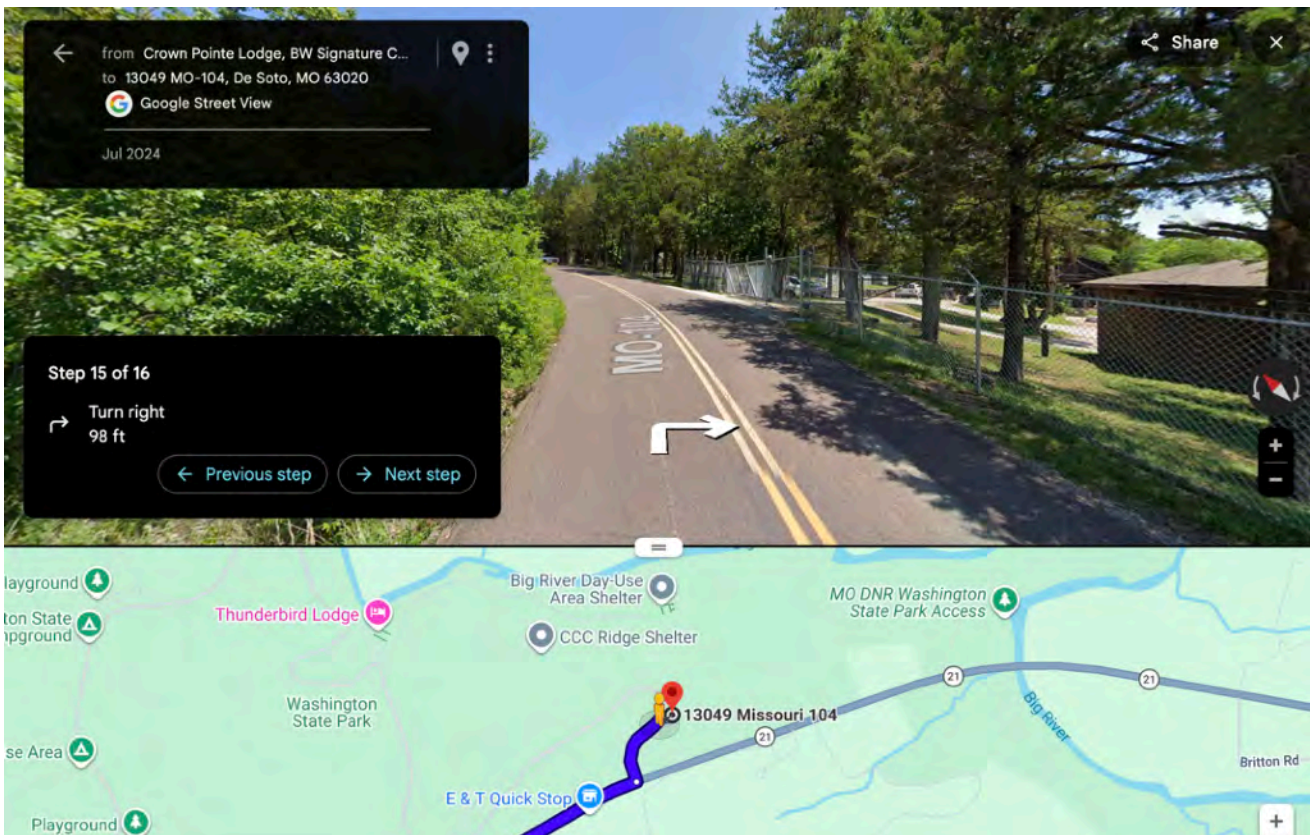 from Crown Pointe Lodge, BW Signature C...
to 13049 MO-104, De Soto, MO 63020
Google Street View
Jul 2024
Share
MO-104
Step 15 of 16
Turn right
98 ft
Previous step
Next step
layground
ton State
npground
Thunderbird Lodge
Big River Day-Use
Area Shelter
CCC Ridge Shelter
MO DNR Washington
State Park Access
Washington
State Park
13049 Missouri 104
21
21
21
Big River
se Area
Britton Rd
E & T Quick Stop
Playground